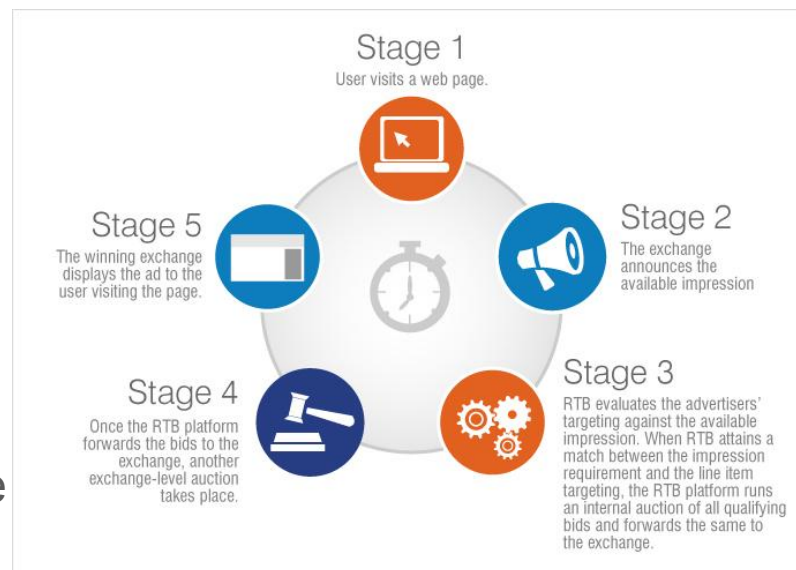 Stage 1
User visits a web page.
Stage 2
The exchange
announces the
available impression
Stage 3
RTB evaluates the advertisers'
targeting against the available
impression. When RTB attains a
match between the impression
requirement and the line item
targeting, the RTB platform runs
an internal auction of all qualifying
bids and forwards the same to
the exchange.
Stage 4
Once the RTB platform
forwards the bids to the
exchange, another
exchange-level auction
takes place.
Stage 5
The winning exchange
displays the ad to the
user visiting the page.
e